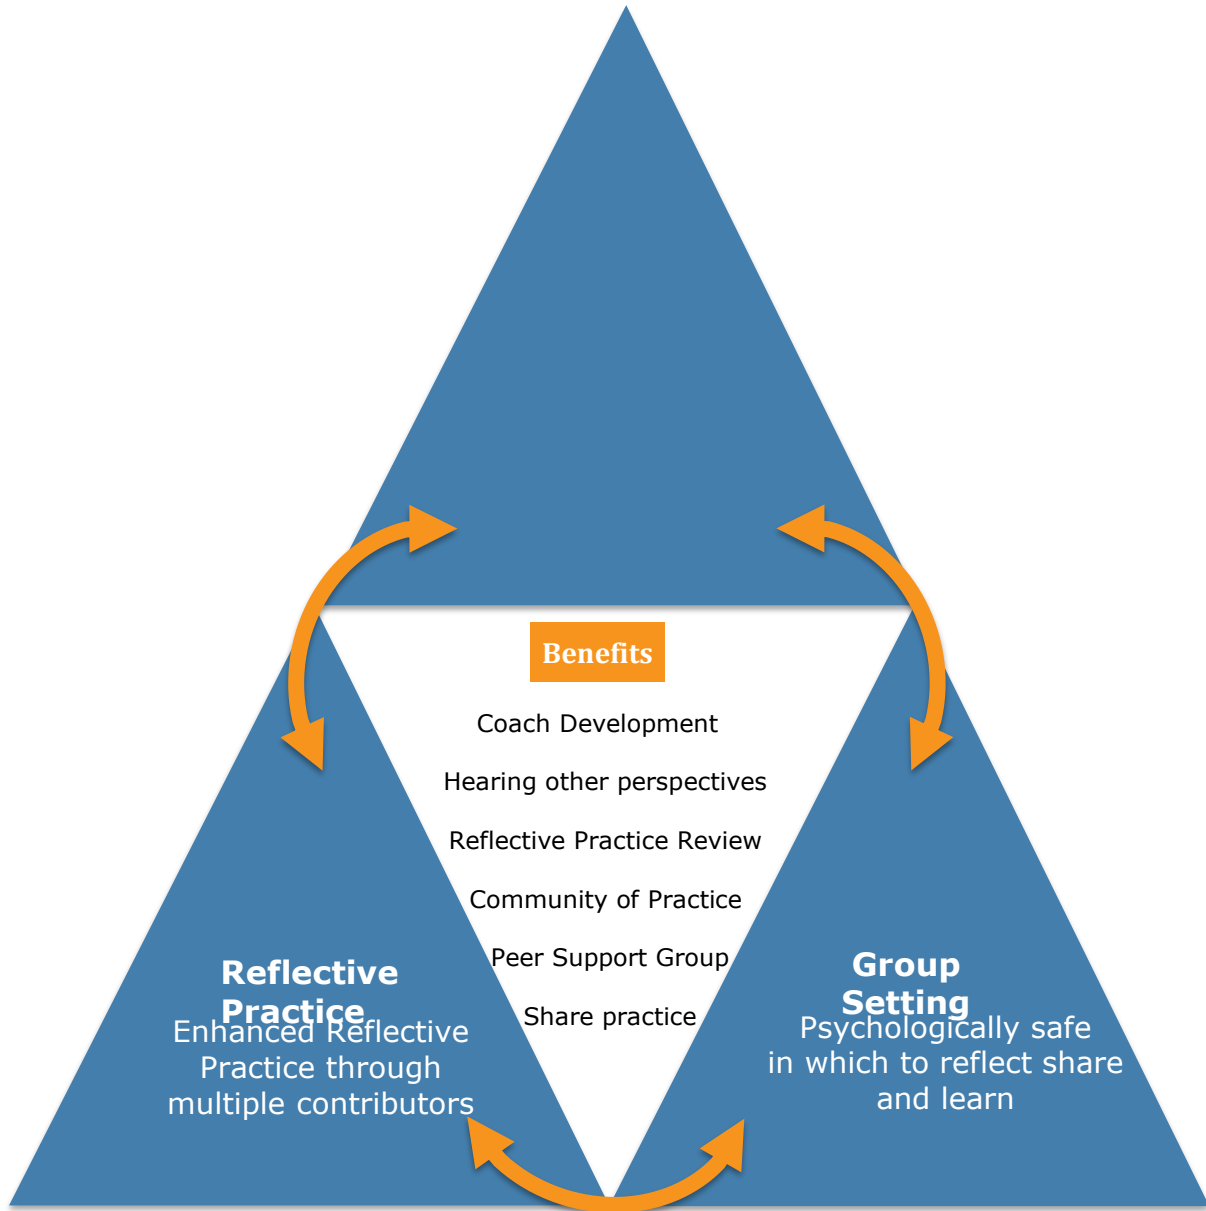 Benefits
Coach Development
Hearing other perspectives
Reflective Practice Review
Community of Practice
Peer Support Group
Share practice
Reflective
Practice
Enhanced Reflective
Practice through
multiple contributors
Group
Setting
Psychologically safe
in which to reflect share
and learn